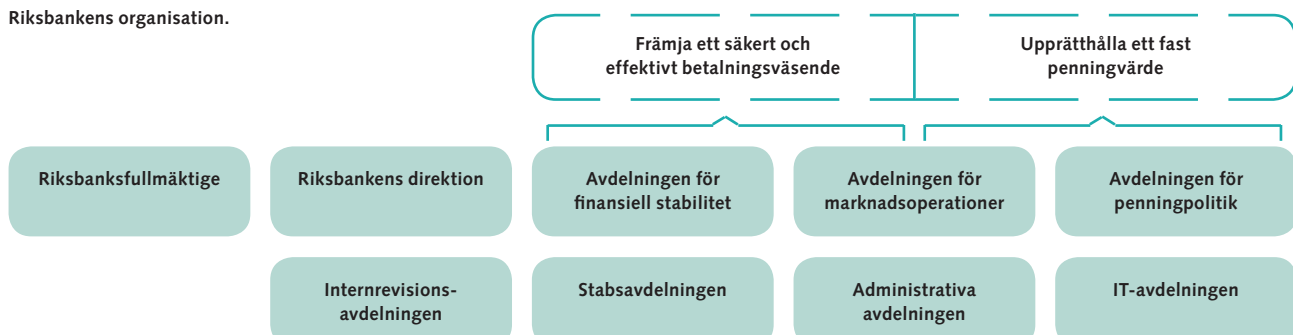 Riksbankens organisation.
Främja ett säkert och
effektivt betalningsväsende
Upprätthålla ett fast
penningvärde
Riksbanksfullmäktige
Riksbankens direktion
Avdelningen för
finansiell stabilitet
Avdelningen för
marknadsoperationer
Avdelningen för
penningpolitik
Internrevisions-
avdelningen
Stabsavdelningen
Administrativa
avdelningen
IT-avdelningen